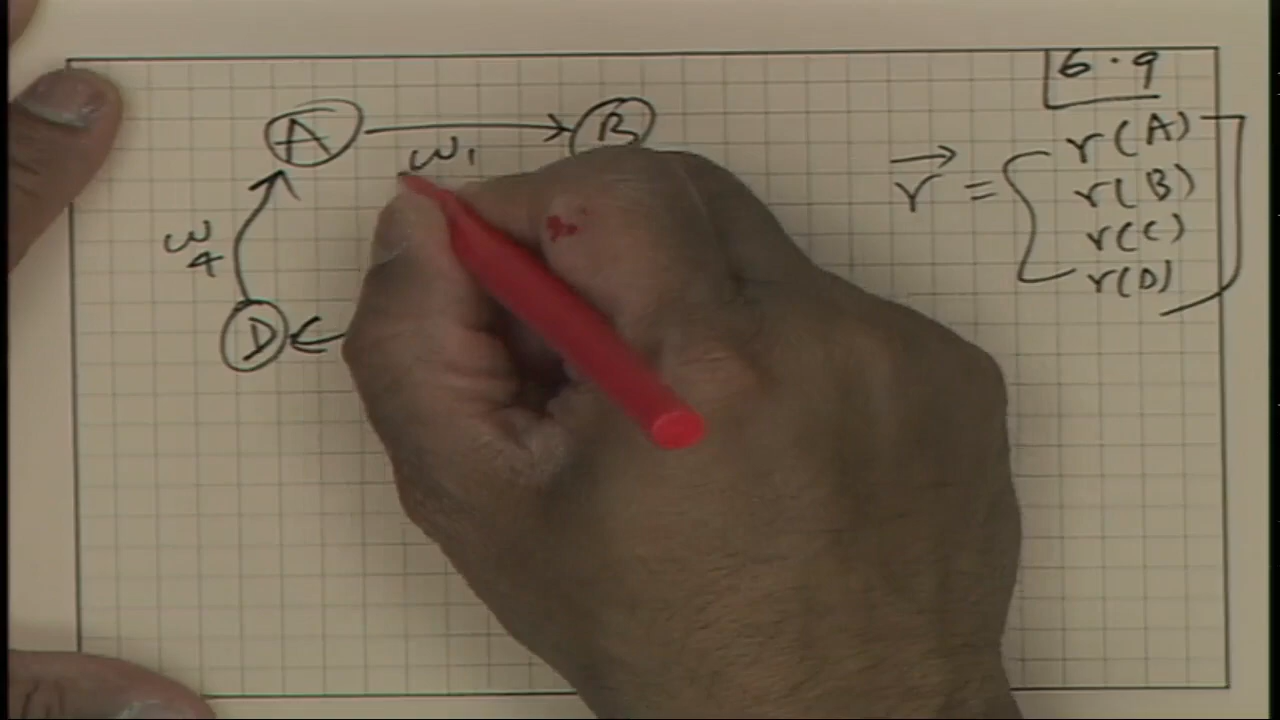 6.9
A B
w1
r⃗ = [ r(A)
r(B)
r(C)
r(D) ]
w4
D